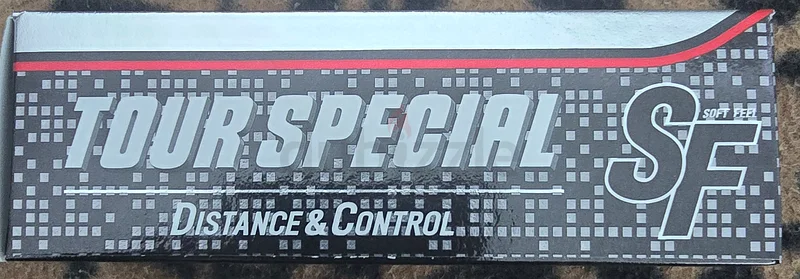 TOUR SPECIAL
SF
SOFT FEEL
DISTANCE & CONTROL